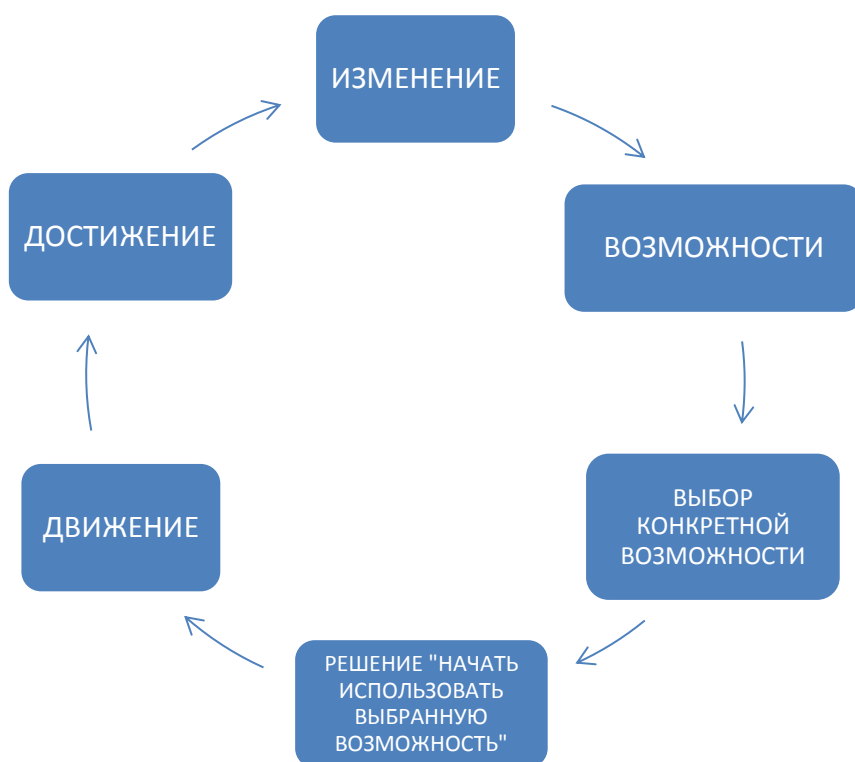 ИЗМЕНЕНИЕ
ВОЗМОЖНОСТИ
ВЫБОР
КОНКРЕТНОЙ
ВОЗМОЖНОСТИ
РЕШЕНИЕ "НАЧАТЬ
ИСПОЛЬЗОВАТЬ
ВЫБРАННУЮ
ВОЗМОЖНОСТЬ"
ДВИЖЕНИЕ
ДОСТИЖЕНИЕ